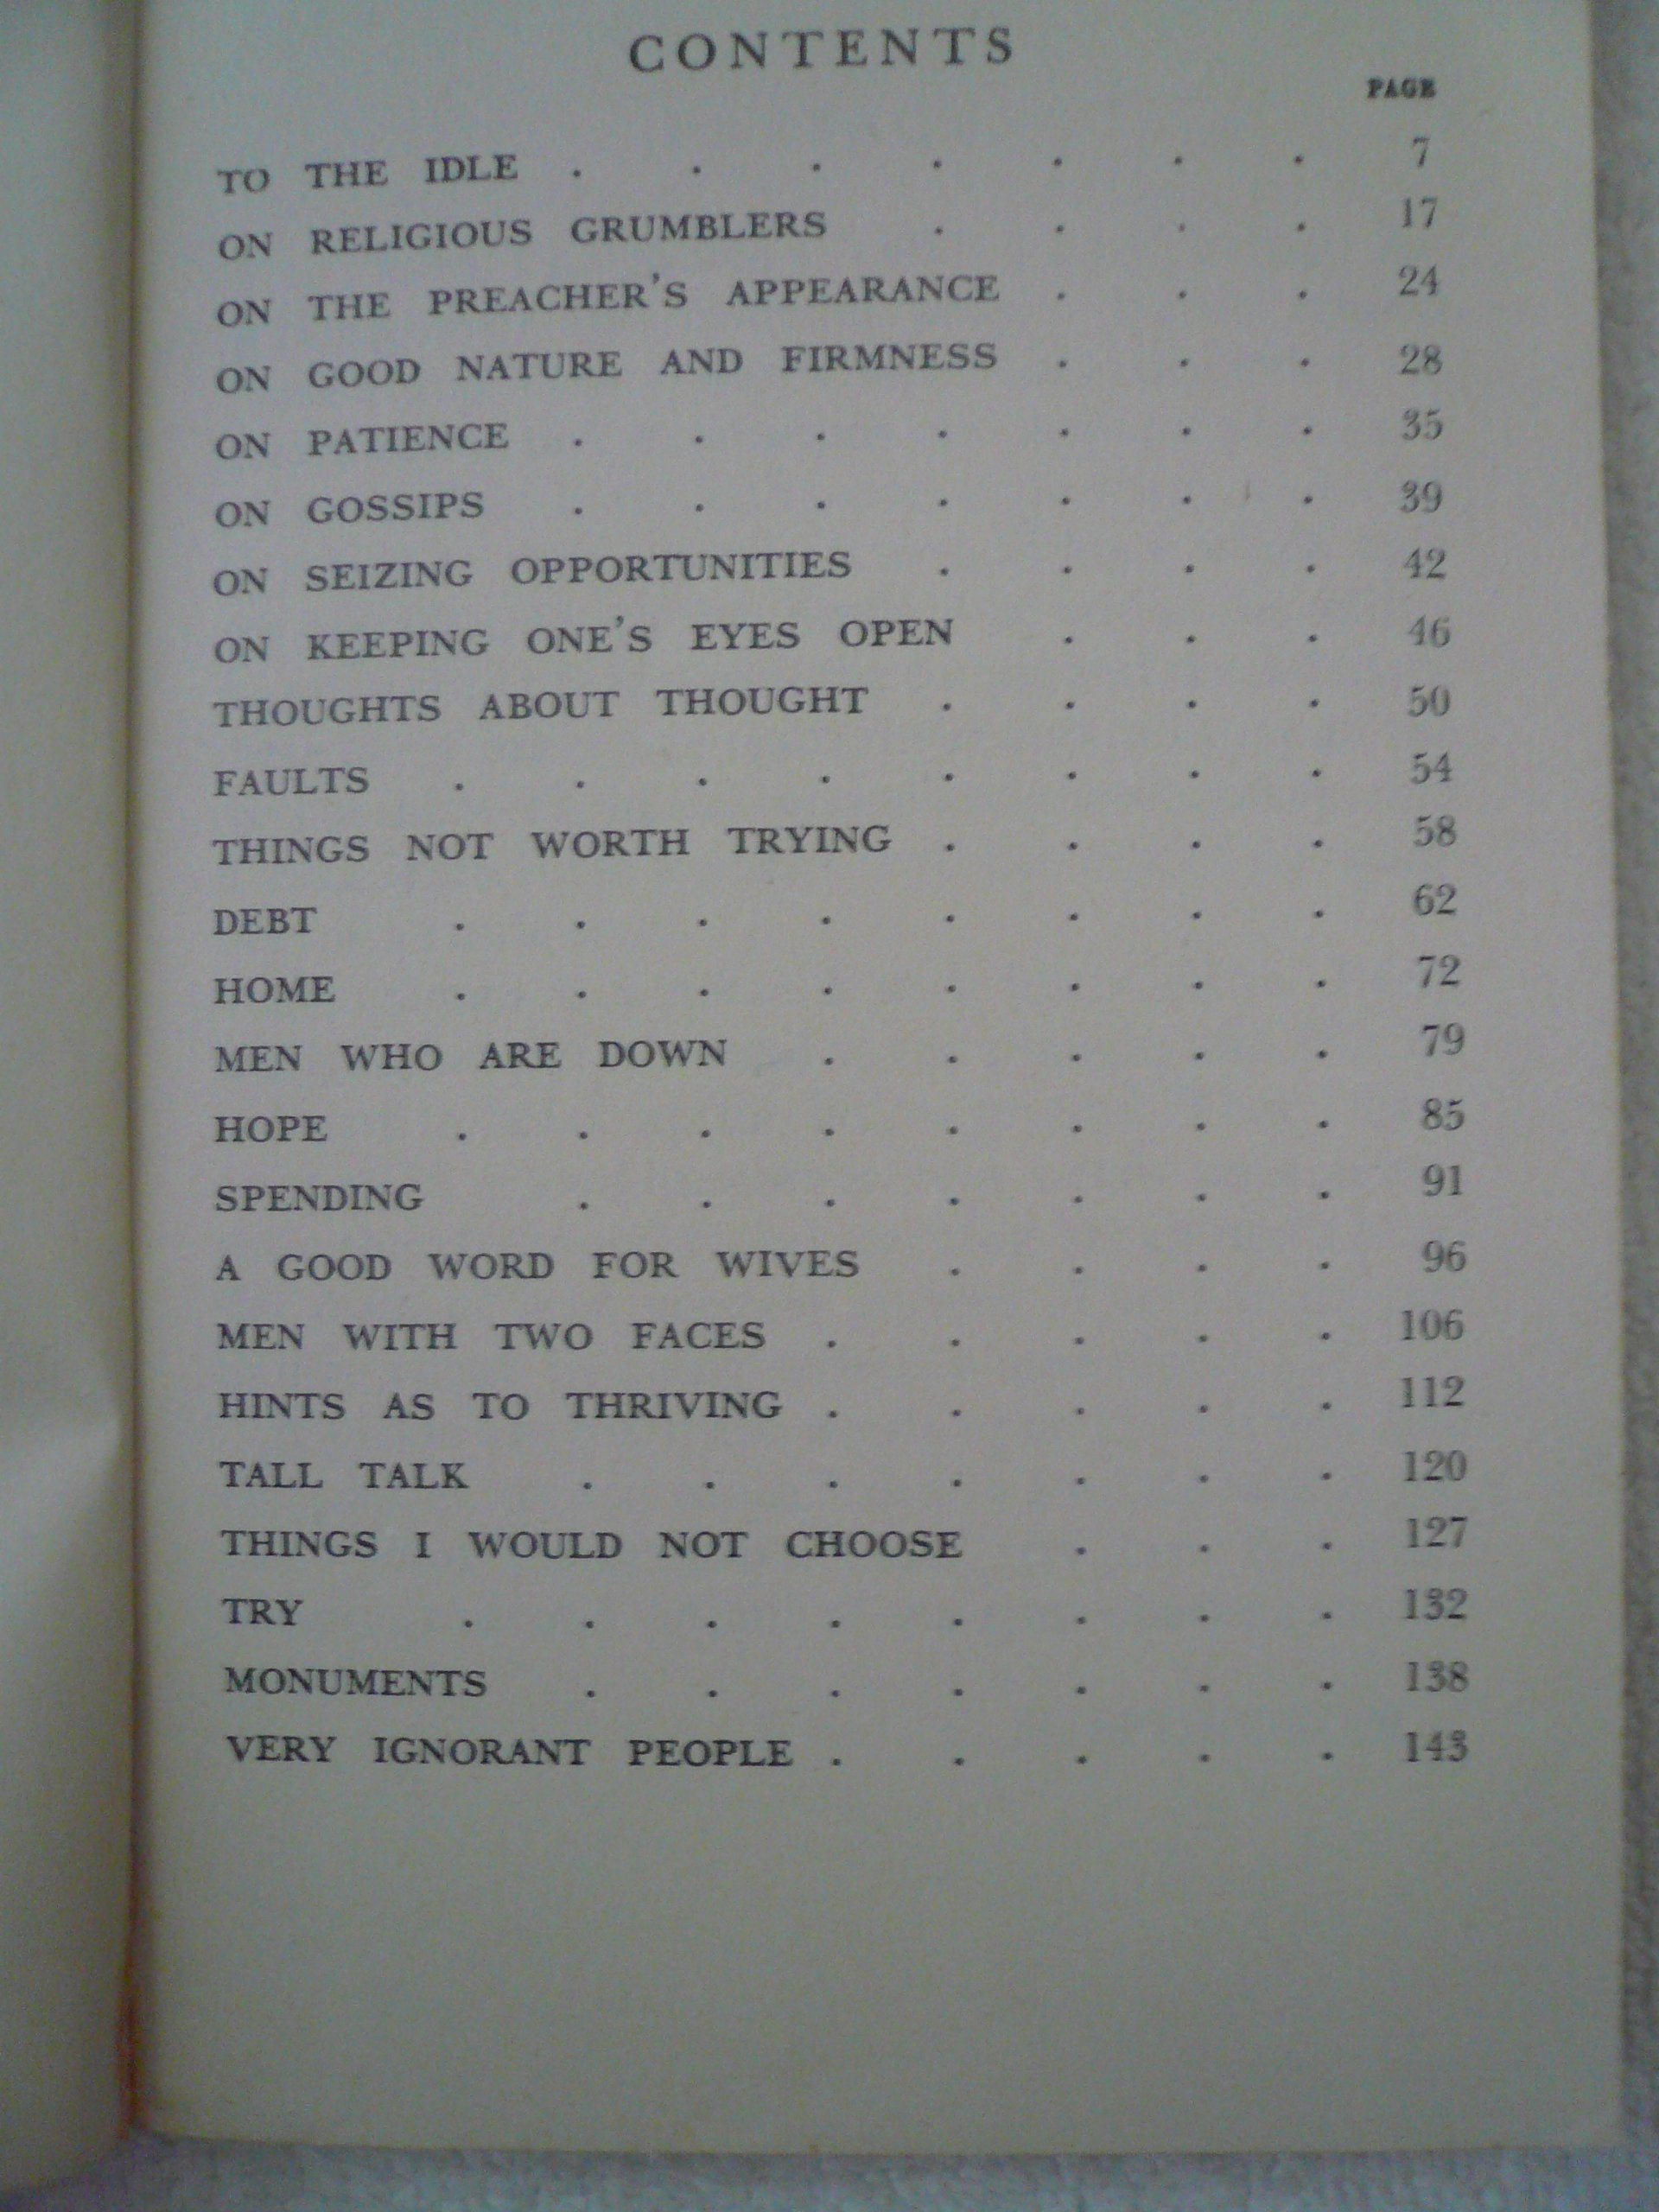 CONTENTS
PAGE
TO THE IDLE . . . . . . . 7
ON RELIGIOUS GRUMBLERS . . . . 17
ON THE PREACHER'S APPEARANCE . . . 24
ON GOOD NATURE AND FIRMNESS . . . 28
ON PATIENCE . . . . . . . 35
ON GOSSIPS . . . . . . . 39
ON SEIZING OPPORTUNITIES . . . . 42
ON KEEPING ONE'S EYES OPEN . . . 46
THOUGHTS ABOUT THOUGHT . . . . 50
FAULTS . . . . . . . . 54
THINGS NOT WORTH TRYING . . . . 58
DEBT . . . . . . . . 62
HOME . . . . . . . . 72
MEN WHO ARE DOWN . . . . . 79
HOPE . . . . . . . . 85
SPENDING . . . . . . . 91
A GOOD WORD FOR WIVES . . . . 96
MEN WITH TWO FACES . . . . . 106
HINTS AS TO THRIVING . . . . . 112
TALL TALK . . . . . . . 120
THINGS I WOULD NOT CHOOSE . . . 127
TRY . . . . . . . . 132
MONUMENTS . . . . . . . 138
VERY IGNORANT PEOPLE . . . . . 143